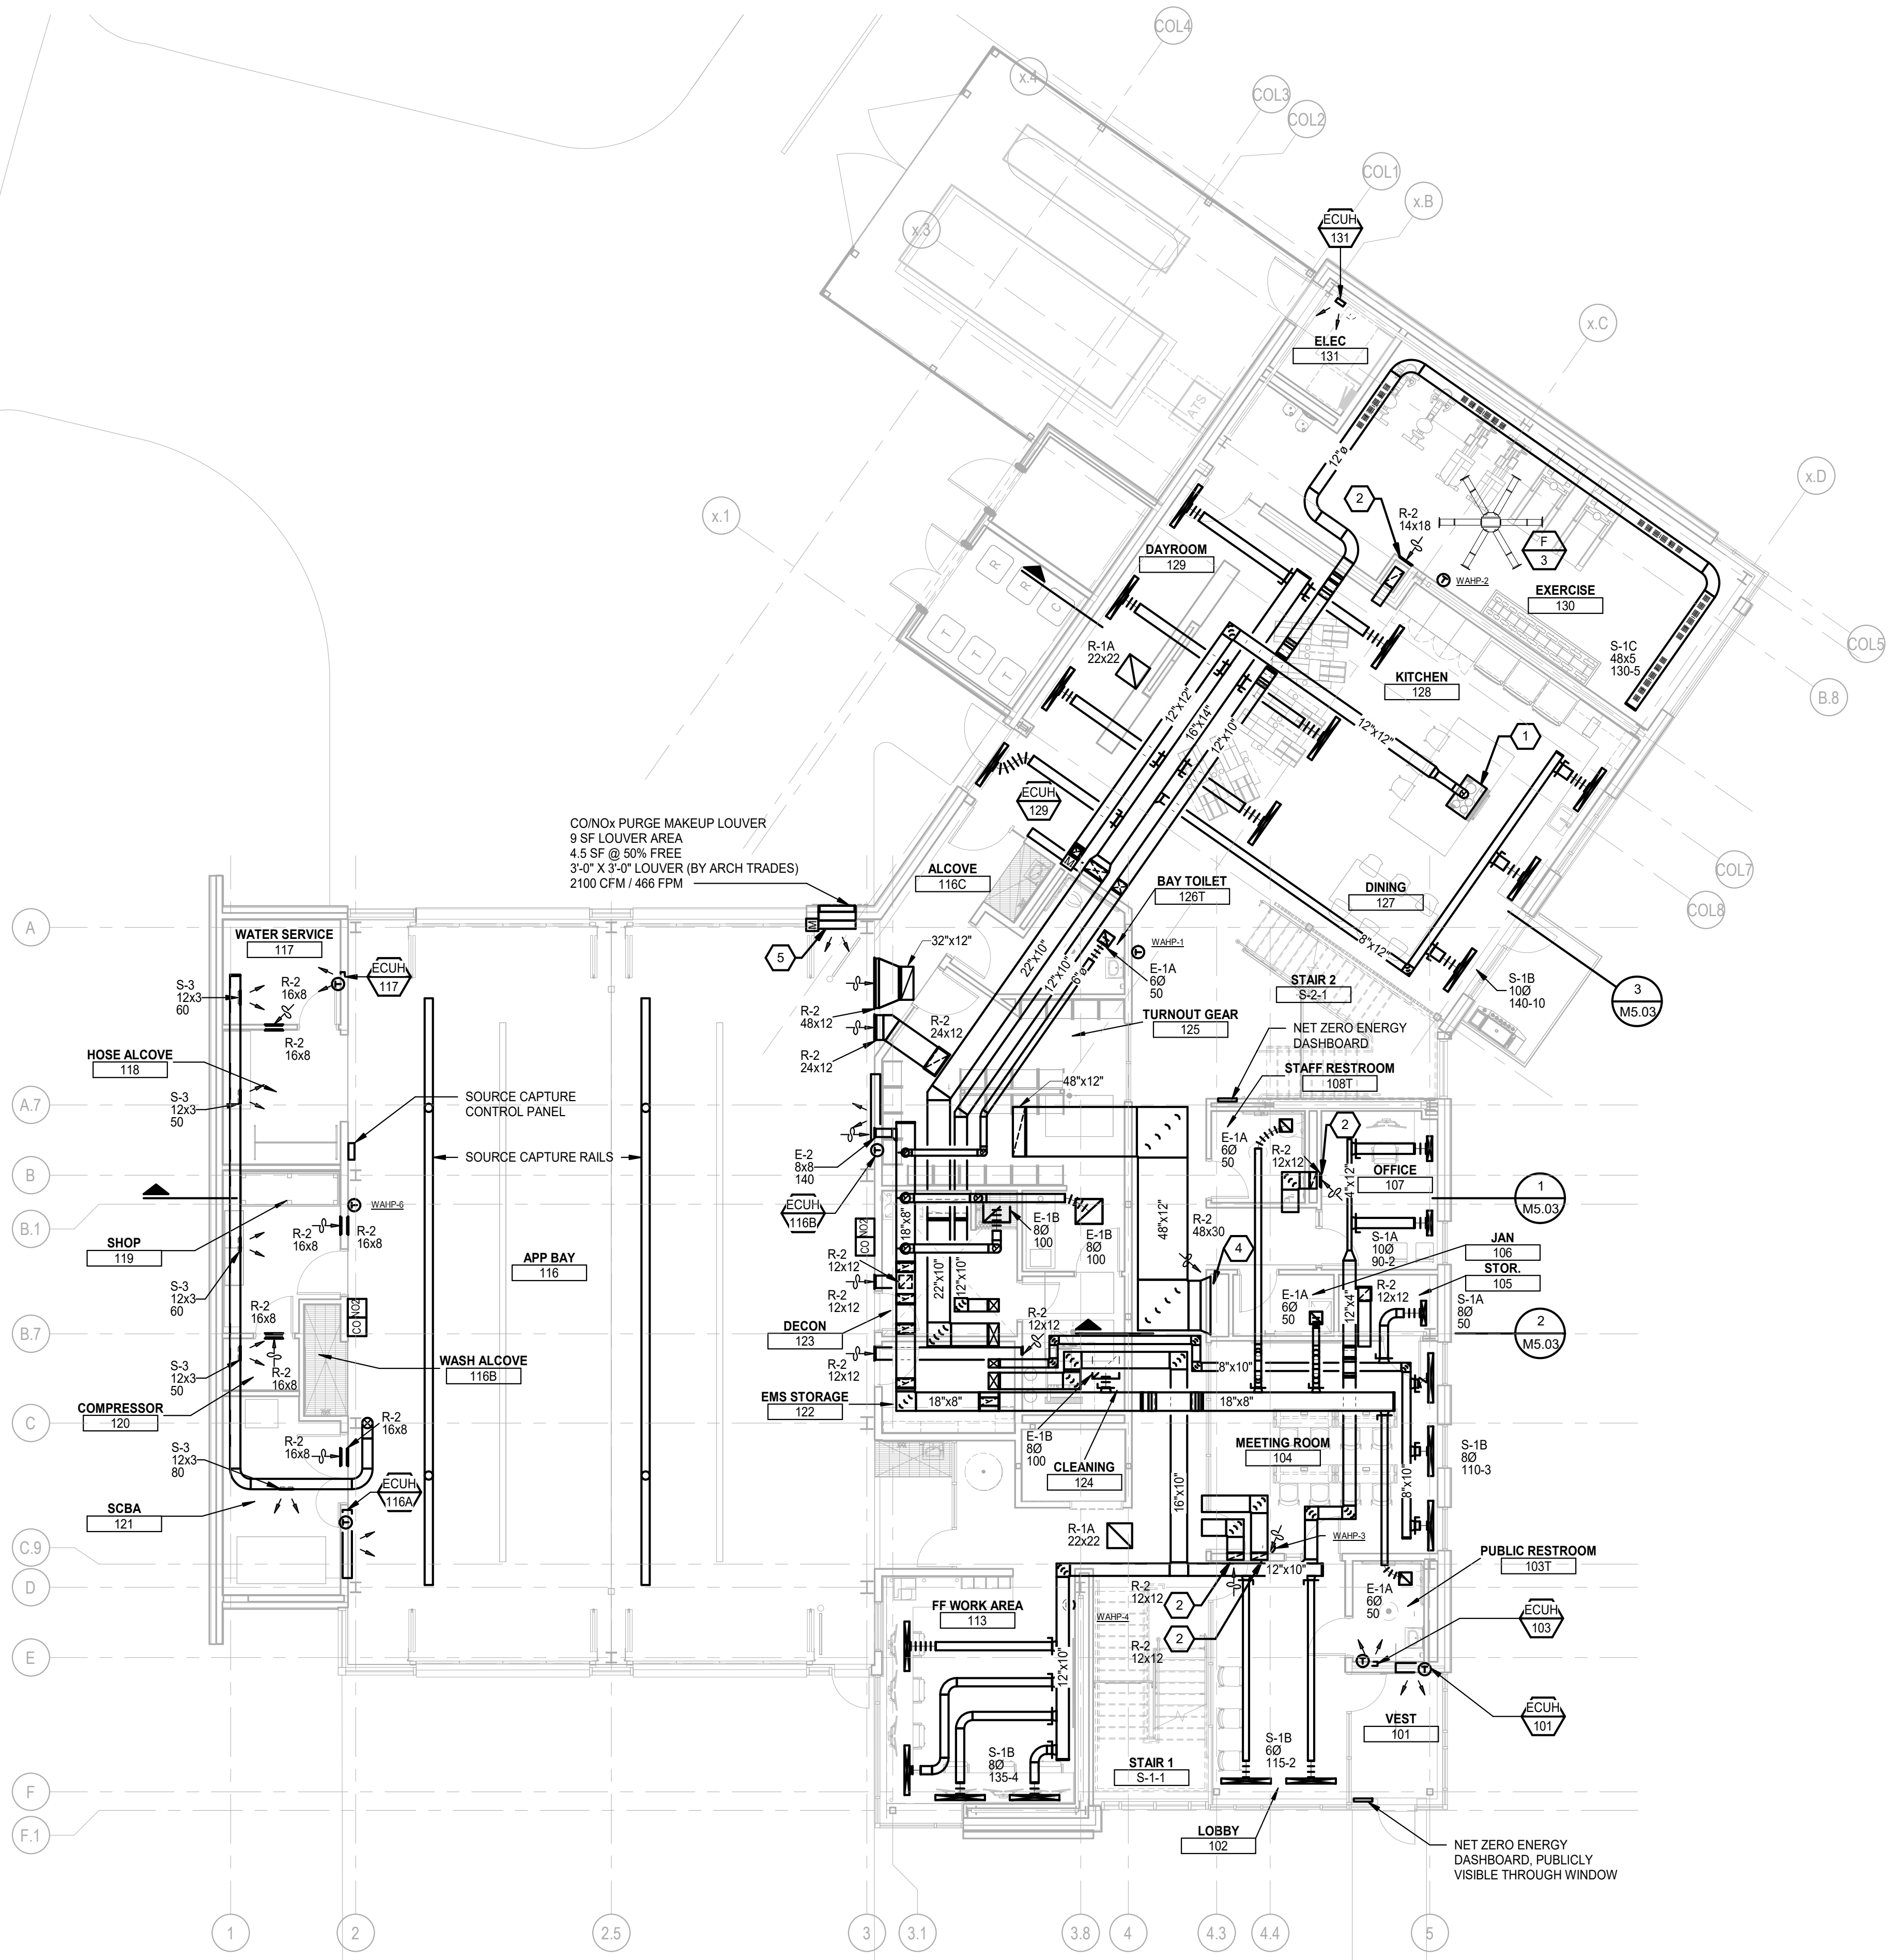 COL4
x.4
COL3
COL2
COL1
x.B
x.3
ECUH
131
ELEC
131
x.C
x.D
x.1
12"ø
2
R-2
14x18
F
3
WAHP-2
EXERCISE
130
DAYROOM
129
ATS
R
R
C
T
T
T
R-1A
22x22
S-1C
48x5
130-5
COL5
KITCHEN
128
B.8
12"x12"
16"x14"
12"x10"
12"x12"
1
ECUH
129
CO/NOx PURGE MAKEUP LOUVER
9 SF LOUVER AREA
4.5 SF @ 50% FREE
3'-0" X 3'-0" LOUVER (BY ARCH TRADES)
2100 CFM / 466 FPM
M
ALCOVE
116C
BAY TOILET
126T
DINING
127
COL7
COL8
A
WATER SERVICE
117
M
5
32"x12"
22"x10"
12"x10"
6"ø
WAHP-1
E-1A
6Ø
50
8"x12"
STAIR 2
S-2-1
S-1B
10Ø
140-10
3
M5.03
ECUH
117
S-3
12x3
60
R-2
16x8
R-2
16x8
R-2
48x12
R-2
24x12
R-2
24x12
TURNOUT GEAR
125
NET ZERO ENERGY
DASHBOARD
HOSE ALCOVE
118
STAFF RESTROOM
108T
48"x12"
A.7
S-3
12x3
50
SOURCE CAPTURE
CONTROL PANEL
SOURCE CAPTURE RAILS
E-2
8x8
140
E-1A
6Ø
50
R-2
12x12
2
4"x12"
OFFICE
107
B
1
M5.03
B.1
WAHP-6
ECUH
116B
18"x8"
E-1B
8Ø
100
E-1B
8Ø
100
48"x12"
R-2
48x30
4
S-1A
10Ø
90-2
JAN
106
SHOP
119
R-2
16x8
R-2
16x8
APP BAY
116
CO NO2
R-2
12x12
R-2
12x12
22"x10"
12"x10"
STOR.
105
S-3
12x3
60
R-2
16x8
CO NO2
E-1A
6Ø
50
12"x4"
R-2
12x12
S-1A
8Ø
50
B.7
DECON
123
R-2
12x12
2
M5.03
S-3
12x3
50
R-2
16x8
WASH ALCOVE
116B
R-2
12x12
8"x10"
COMPRESSOR
120
EMS STORAGE
122
18"x8"
18"x8"
C
R-2
16x8
R-2
16x8
E-1B
8Ø
100
MEETING ROOM
104
S-3
12x3
80
CLEANING
124
S-1B
8Ø
110-3
ECUH
116A
SCBA
121
16"x10"
8"x10"
C.9
R-1A
22x22
WAHP-3
PUBLIC RESTROOM
103T
D
12"x10"
FF WORK AREA
113
R-2
12x12
2
E-1A
6Ø
50
WAHP-4
ECUH
103
E
12"x10"
R-2
12x12
2
ECUH
101
VEST
101
S-1B
8Ø
135-4
S-1B
6Ø
115-2
STAIR 1
S-1-1
F
F.1
LOBBY
102
NET ZERO ENERGY
DASHBOARD, PUBLICLY
VISIBLE THROUGH WINDOW
1
2
2.5
3
3.1
3.8
4
4.3
4.4
5